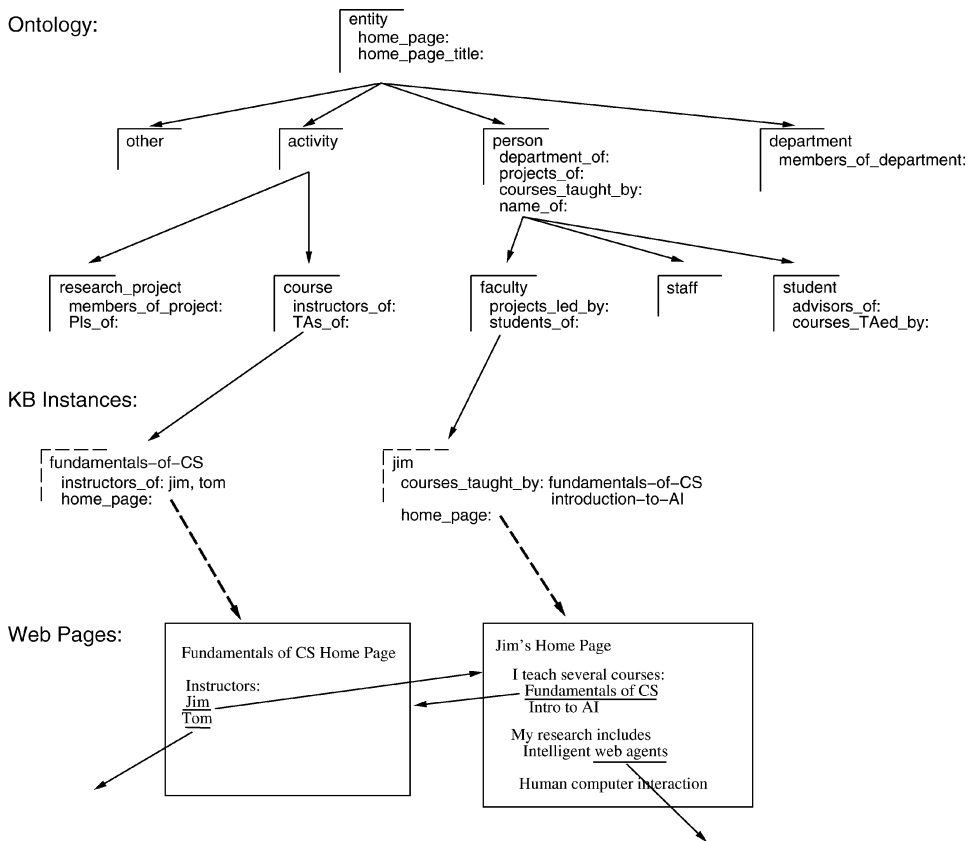 Ontology:
entity
home_page:
home_page_title:
other
activity
person
department_of:
projects_of:
courses_taught_by:
name_of:
department
members_of_department:
research_project
members_of_project:
PIs_of:
course
instructors_of:
TAs_of:
faculty
projects_led_by:
students_of:
staff
student
advisors_of:
courses_TAed_by:
KB Instances:
fundamentals-of-CS
instructors_of: jim, tom
home_page:
jim
courses_taught_by: fundamentals-of-CS
introduction-to-AI
home_page:
Web Pages:
Fundamentals of CS Home Page
Instructors:
Jim
Tom
Jim's Home Page
I teach several courses:
Fundamentals of CS
Intro to AI
My research includes
Intelligent web agents
Human computer interaction